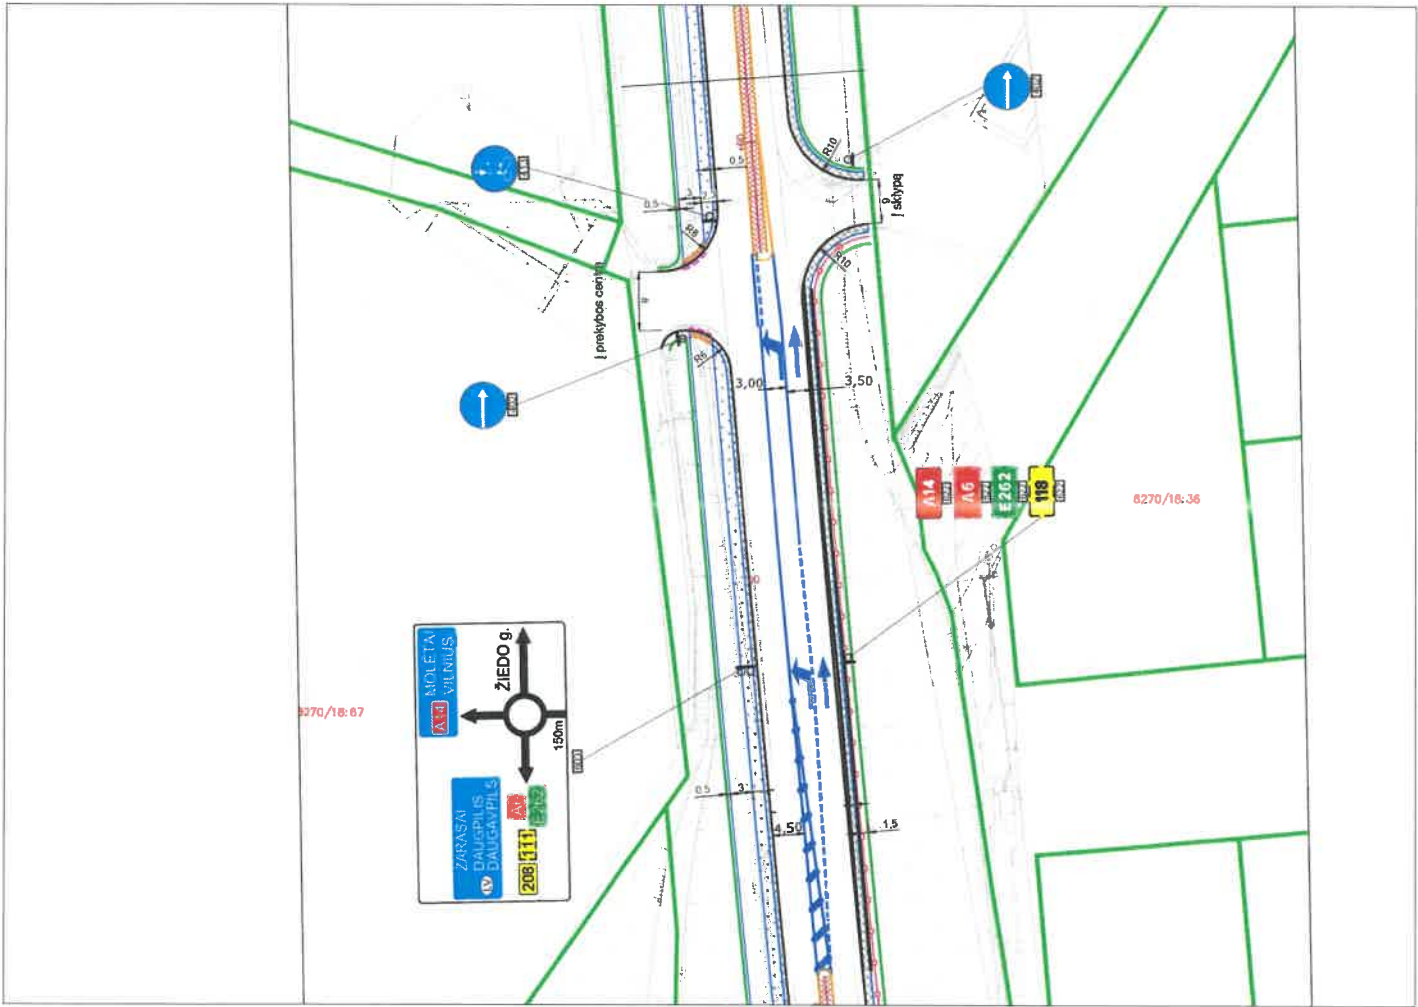 Į prekybos centrą
Į sklypą
9
R10
R10
R8
R6
0.5
0.5
3
3,00
3,50
A14
A6
E262
118
8270/18:36
8270/18:67
A14 MOLĖTAI
VILNIUS
ŽIEDO g.
150m
ZARASAI
LV DAUGPILIS
DAUGAVPILS
A6
208 111
0.5
3
4,50
1,5